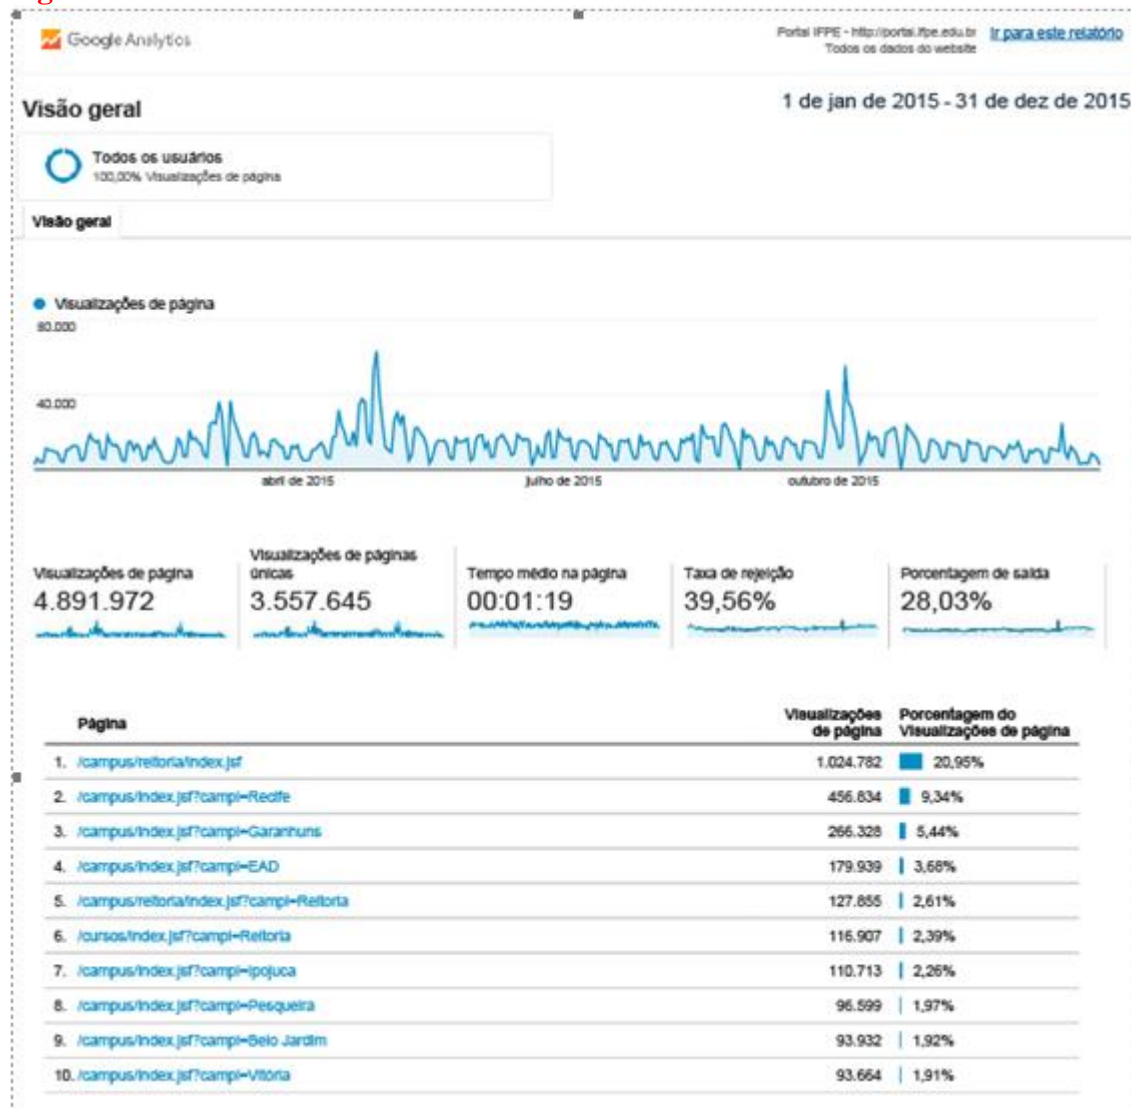 Google Analytics
Portal IFPE - http://portal.ifpe.edu.br
Todos os dados do website
Ir para este relatório
Visão geral
1 de jan de 2015 - 31 de dez de 2015
Todos os usuários
100,00% Visualizações de página
Visão geral
Visualizações de página
80.000
40.000
abril de 2015
julho de 2015
outubro de 2015
Visualizações de página
4.891.972
Visualizações de páginas
únicas
3.557.645
Tempo médio na página
00:01:19
Taxa de rejeição
39,56%
Porcentagem de saída
28,03%
Página
Visualizações
de página
Porcentagem do
Visualizações de página
1. /campus/reitoria/index.jsf 1.024.782 20,95%
2. /campus/index.jsf?campi=Recife 456.834 9,34%
3. /campus/index.jsf?campi=Garanhuns 266.328 5,44%
4. /campus/index.jsf?campi=EAD 179.939 3,68%
5. /campus/reitoria/index.jsf?campi=Reitoria 127.855 2,61%
6. /cursos/index.jsf?campi=Reitoria 116.907 2,39%
7. /campus/index.jsf?campi=Ipojuca 110.713 2,26%
8. /campus/index.jsf?campi=Pesqueira 96.599 1,97%
9. /campus/index.jsf?campi=Belo Jardim 93.932 1,92%
10. /campus/index.jsf?campi=Vitória 93.664 1,91%